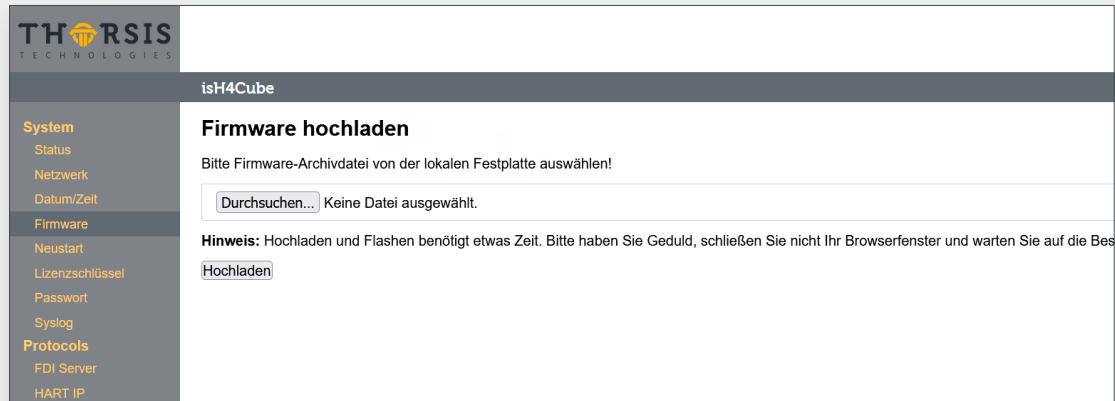 THORSIS
TECHNOLOGIES
isH4Cube
System
Status
Netzwerk
Datum/Zeit
Firmware
Neustart
Lizenzschlüssel
Passwort
Syslog
Protocols
FDI Server
HART IP
Firmware hochladen
Bitte Firmware-Archivdatei von der lokalen Festplatte auswählen!
Durchsuchen... Keine Datei ausgewählt.
Hinweis: Hochladen und Flashen benötigt etwas Zeit. Bitte haben Sie Geduld, schließen Sie nicht Ihr Browserfenster und warten Sie auf die Bes
Hochladen